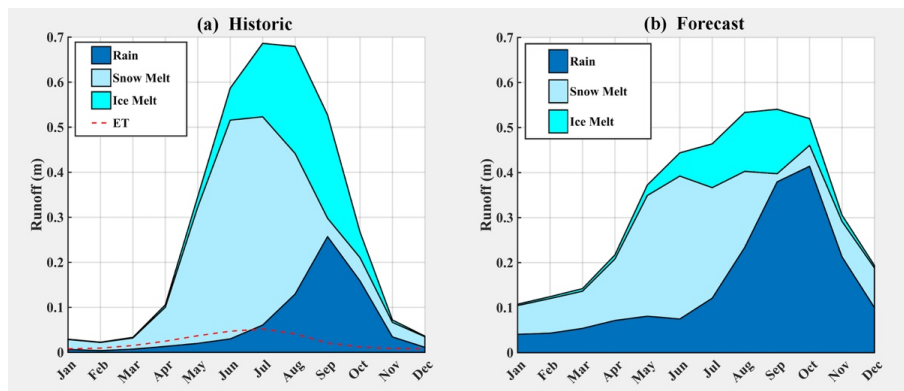 (a) Historic
0.7
0.6
0.5
0.4
0.3
0.2
0.1
0
Runoff (m)
Rain
Snow Melt
Ice Melt
ET
Jan Feb Mar Apr May Jun Jul Aug Sep Oct Nov Dec
(b) Forecast
0.7
0.6
0.5
0.4
0.3
0.2
0.1
0
Runoff (m)
Rain
Snow Melt
Ice Melt
Jan Feb Mar Apr May Jun Jul Aug Sep Oct Nov Dec